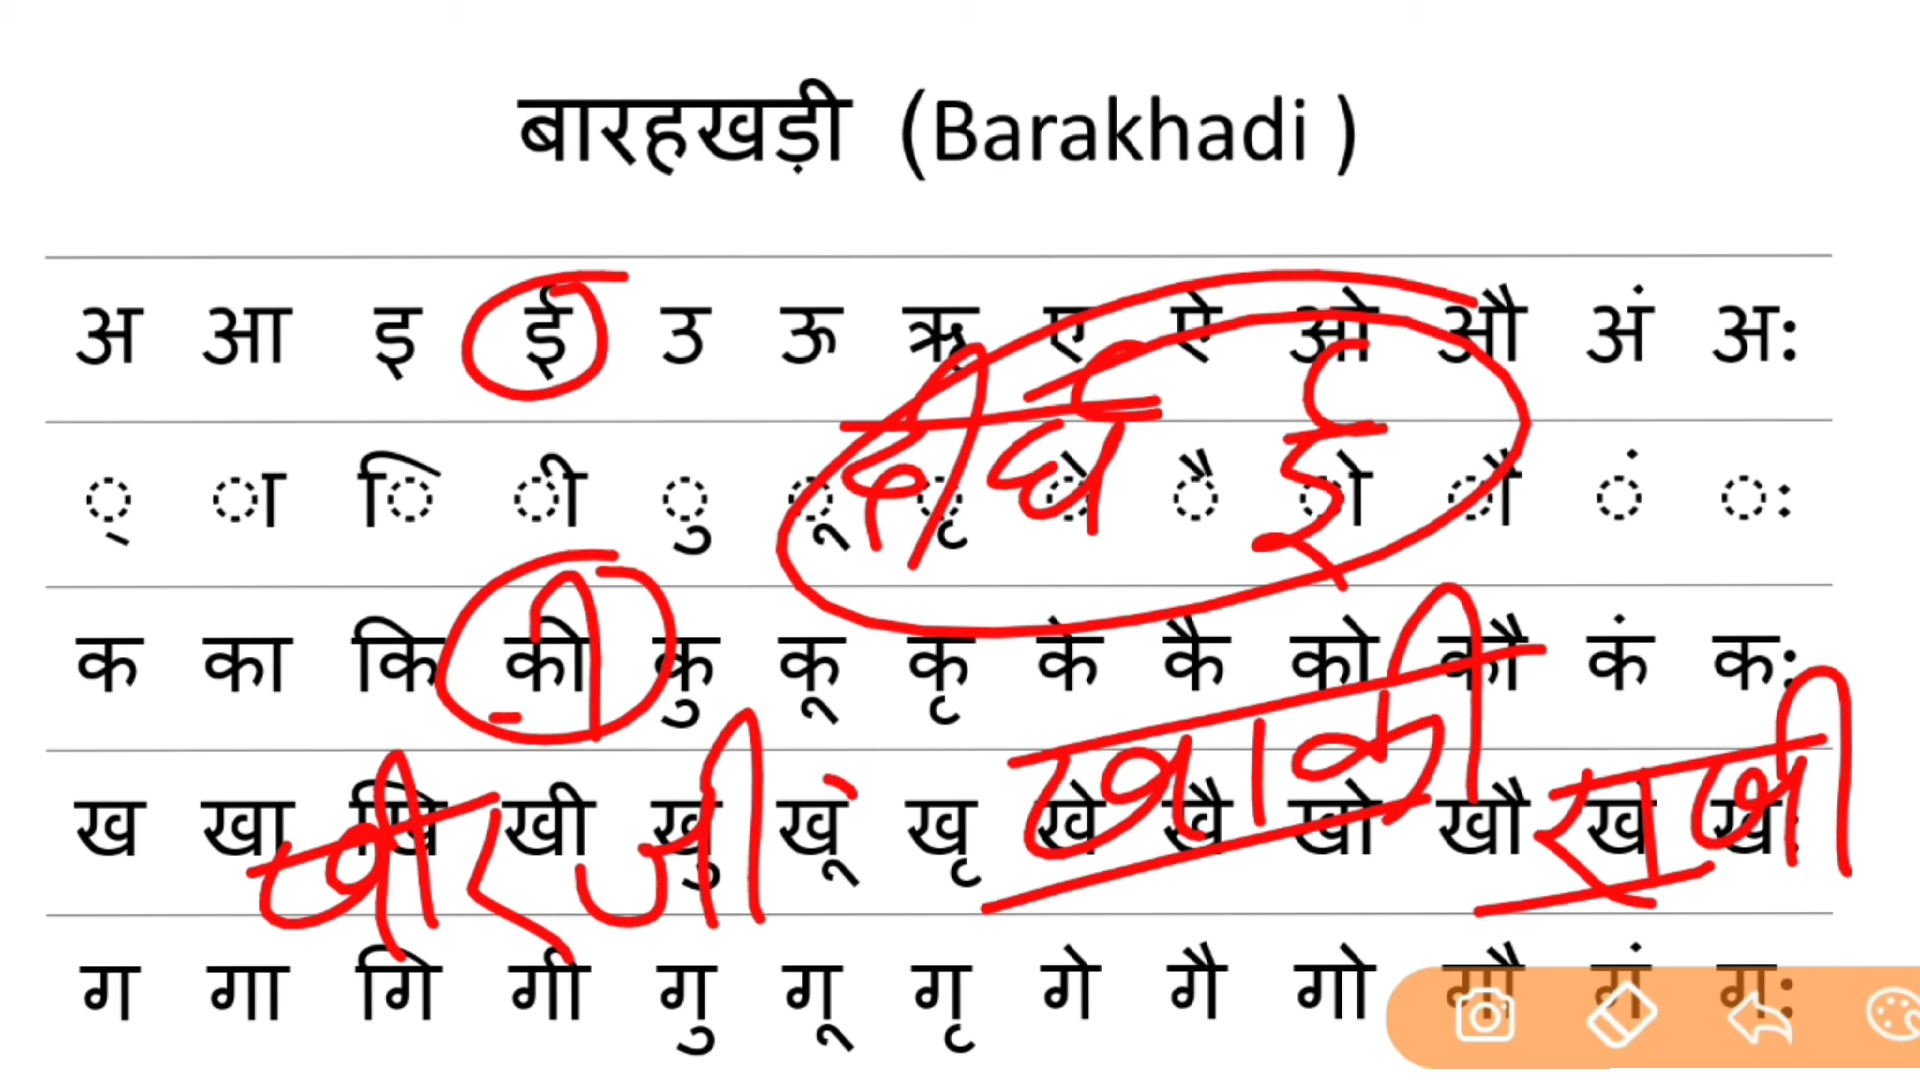 बारहखड़ी (Barakhadi )
अ आ इ ई उ ऊ ऋ ए ऐ ओ औ अं अः
दीर्घ ई
् ा ि ी ु ू ृ े ै ो ौ ं ः
क का कि की कु कू कृ के कै को कौ कं कः
खाकी
ख खा खि खी खु खू खृ खे खै खो खौ खं खः
ग गा गि गी गु गू गृ गे गै गो गौ गं गः